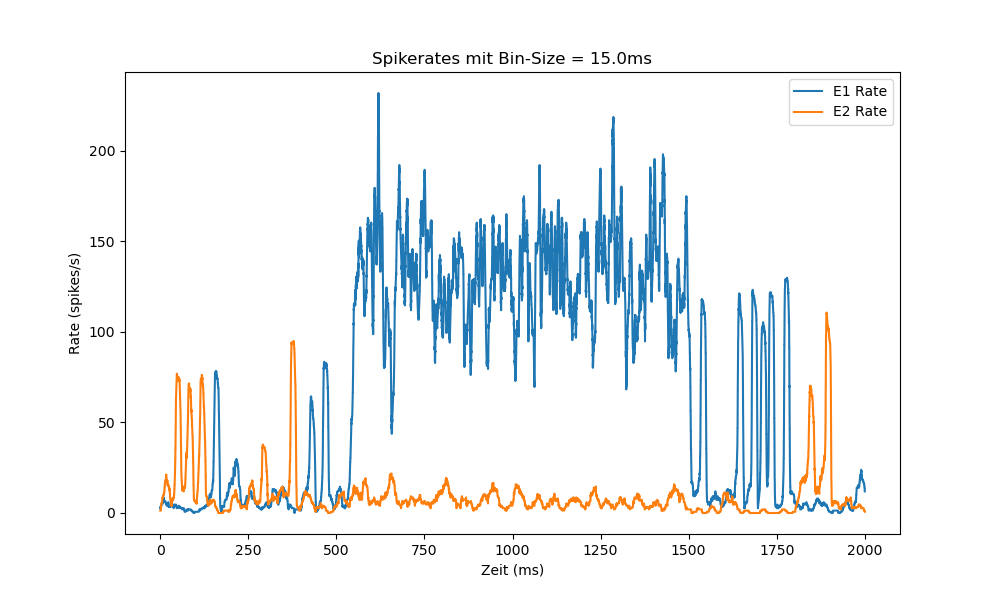 Spikerates mit Bin-Size = 15.0ms
E1 Rate
E2 Rate
Rate (spikes/s)
200
150
100
50
0
0 250 500 750 1000 1250 1500 1750 2000
Zeit (ms)